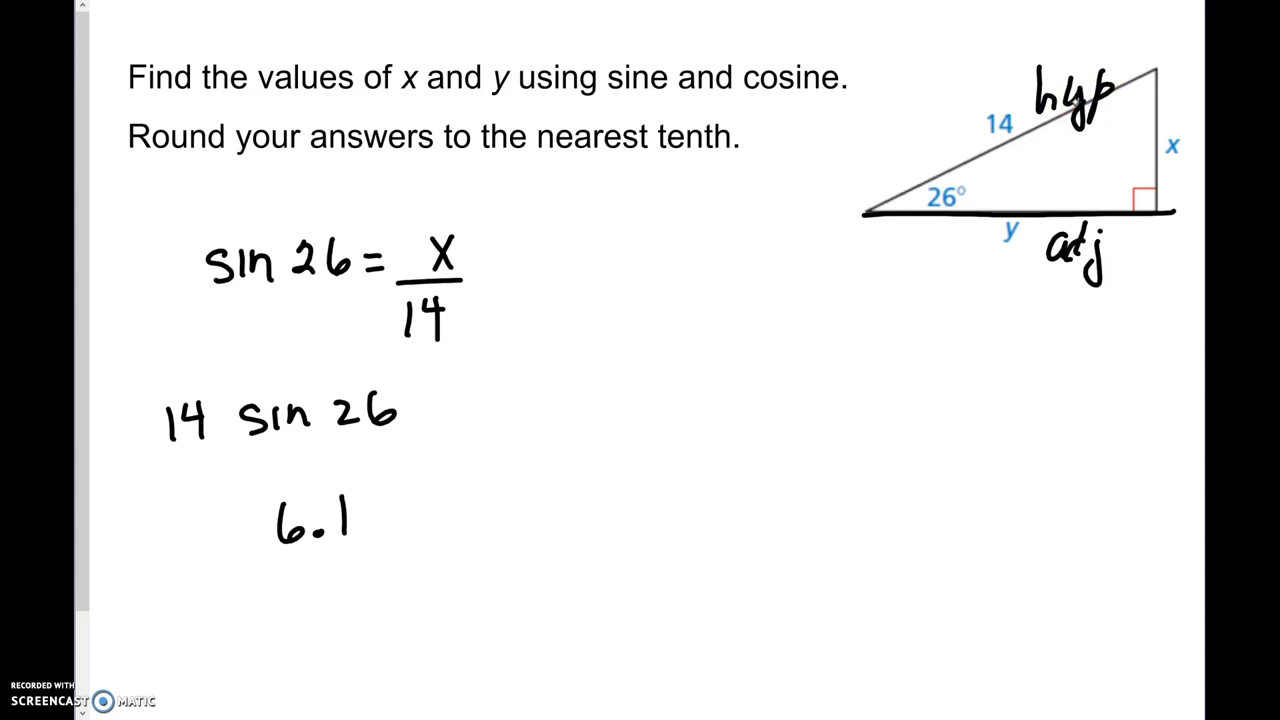 Find the values of x and y using sine and cosine.
Round your answers to the nearest tenth.
hyp
14
x
26°
y
adj
sin 26 = x
14
14 sin 26
6.1
RECORDED WITH
SCREENCAST MATIC